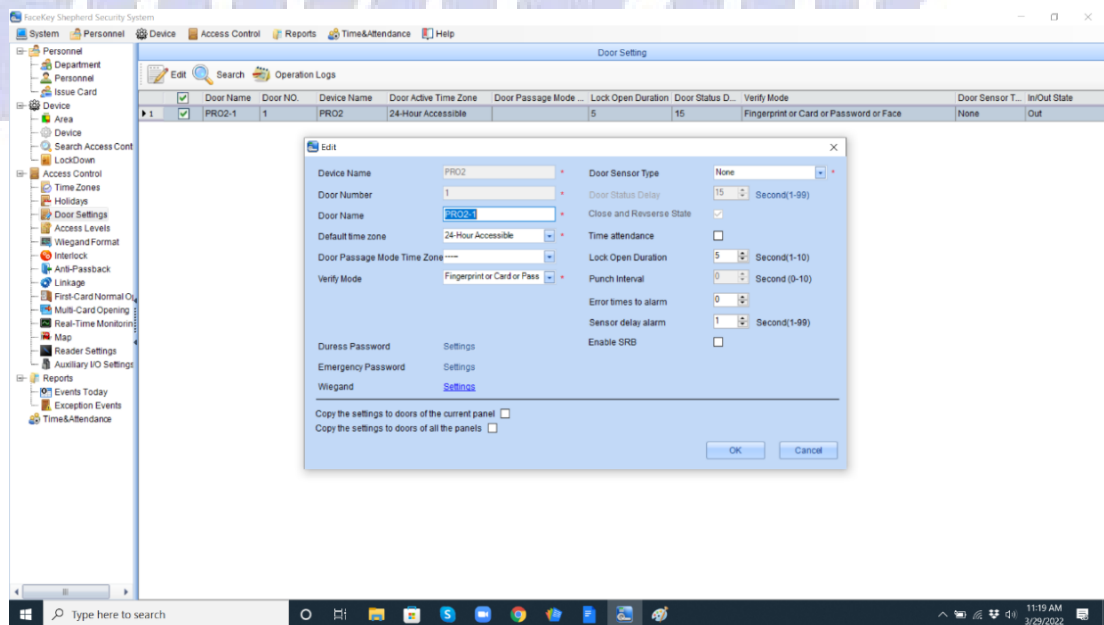 FaceKey Shepherd Security System
System Personnel Device Access Control Reports Time&Attendance Help
Personnel
Department
Personnel
Issue Card
Device
Area
Device
Search Access Cont
LockDown
Access Control
Time Zones
Holidays
Door Settings
Access Levels
Wiegand Format
Interlock
Anti-Passback
Linkage
First-Card Normal O
Multi-Card Opening
Real-Time Monitorin
Map
Reader Settings
Auxiliary I/O Settings
Reports
Events Today
Exception Events
Time&Attendance
Door Setting
Edit Search Operation Logs
Door Name Door NO. Device Name Door Active Time Zone Door Passage Mode ... Lock Open Duration Door Status D... Verify Mode Door Sensor T... In/Out State
1 PRO2-1 1 PRO2 24-Hour Accessible 5 15 Fingerprint or Card or Password or Face None Out
Edit
Device Name PRO2 *
Door Number 1 *
Door Name PRO2-1 *
Default time zone 24-Hour Accessible *
Door Passage Mode Time Zone -----
Verify Mode Fingerprint or Card or Pass *
Duress Password Settings
Emergency Password Settings
Wiegand Settings
Door Sensor Type None *
Door Status Delay 15 Second(1-99)
Close and Revserse State
Time attendance
Lock Open Duration 5 Second(1-10)
Punch Interval 0 Second (0-10)
Error times to alarm 0
Sensor delay alarm 1 Second(1-99)
Enable SRB
Copy the settings to doors of the current panel
Copy the settings to doors of all the panels
OK Cancel
Type here to search
11:19 AM
3/29/2022